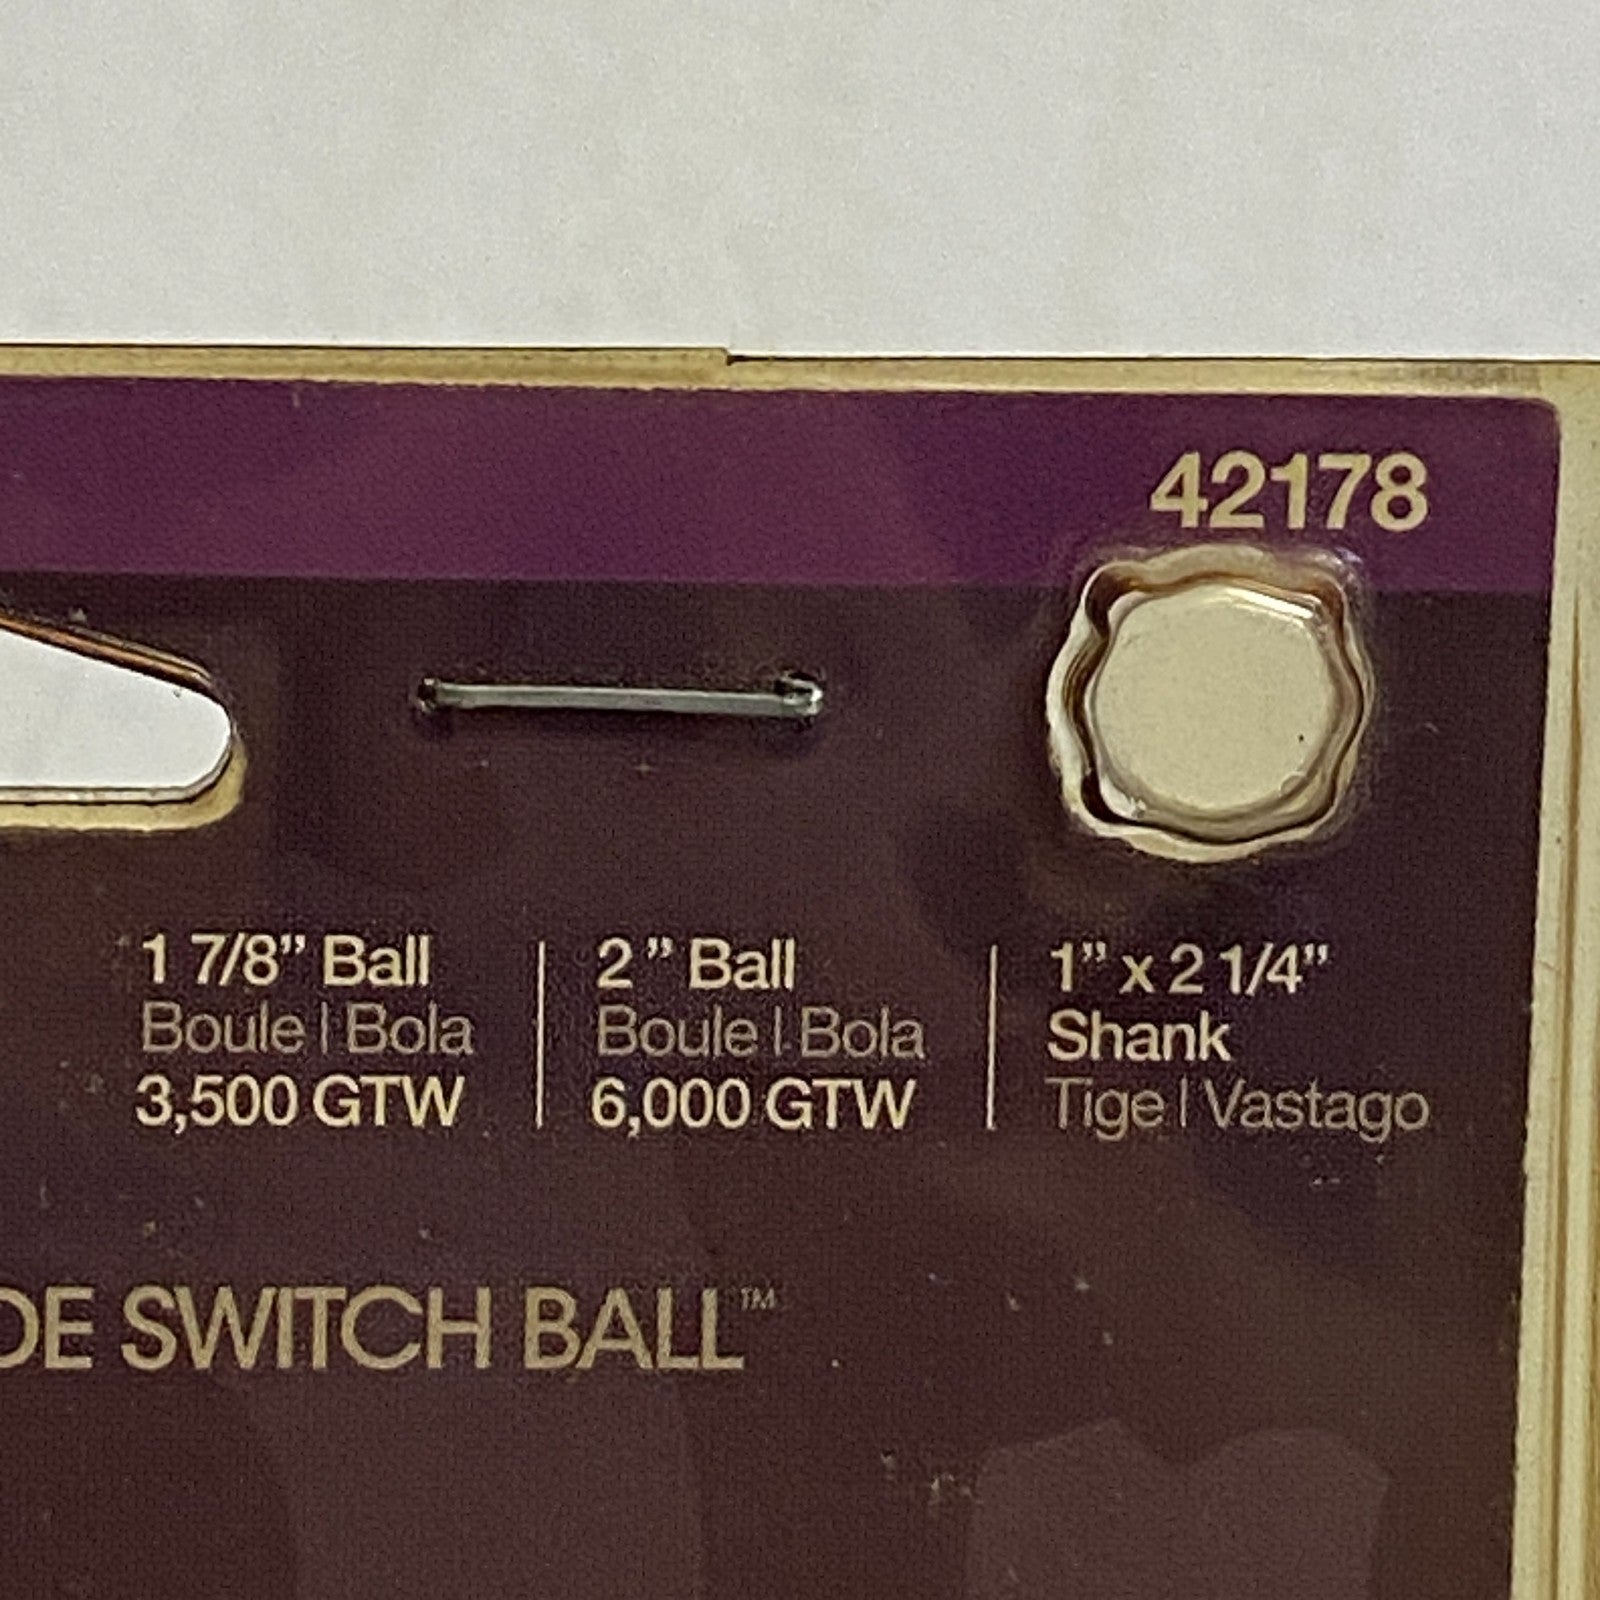 42178
1 7/8” Ball
Boule | Bola
3,500 GTW
2 ” Ball
Boule | Bola
6,000 GTW
1” x 2 1/4”
Shank
Tige | Vastago
DE SWITCH BALL™